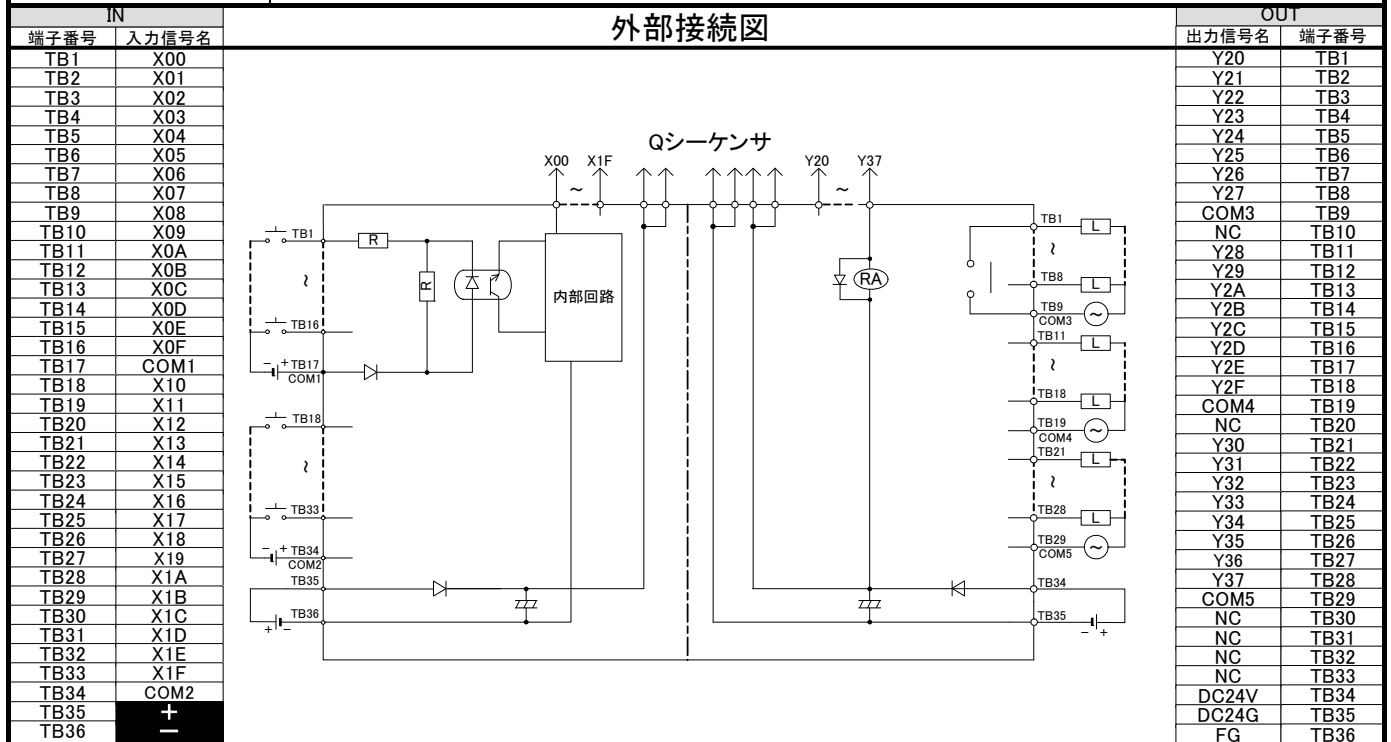 IN
外部接続図
OUT
端子番号 入力信号名
出力信号名 端子番号
TB1 X00
TB2 X01
TB3 X02
TB4 X03
TB5 X04
TB6 X05
TB7 X06
TB8 X07
TB9 X08
TB10 X09
TB11 X0A
TB12 X0B
TB13 X0C
TB14 X0D
TB15 X0E
TB16 X0F
TB17 COM1
TB18 X10
TB19 X11
TB20 X12
TB21 X13
TB22 X14
TB23 X15
TB24 X16
TB25 X17
TB26 X18
TB27 X19
TB28 X1A
TB29 X1B
TB30 X1C
TB31 X1D
TB32 X1E
TB33 X1F
TB34 COM2
TB35 +
TB36 −
Qシーケンサ
X00 X1F
~
Y20 Y37
~
TB1
R
R
~
TB16
- + TB17
COM1
内部回路
TB18
~
TB33
- + TB34
COM2
TB35
TB36
+ -
RA
TB1
L
~
TB8
L
TB9
COM3
~
TB11
L
~
TB18
L
TB19
COM4
~
TB21
L
~
TB28
L
TB29
COM5
~
TB34
TB35
- +
Y20 TB1
Y21 TB2
Y22 TB3
Y23 TB4
Y24 TB5
Y25 TB6
Y26 TB7
Y27 TB8
COM3 TB9
NC TB10
Y28 TB11
Y29 TB12
Y2A TB13
Y2B TB14
Y2C TB15
Y2D TB16
Y2E TB17
Y2F TB18
COM4 TB19
NC TB20
Y30 TB21
Y31 TB22
Y32 TB23
Y33 TB24
Y34 TB25
Y35 TB26
Y36 TB27
Y37 TB28
COM5 TB29
NC TB30
NC TB31
NC TB32
NC TB33
DC24V TB34
DC24G TB35
FG TB36